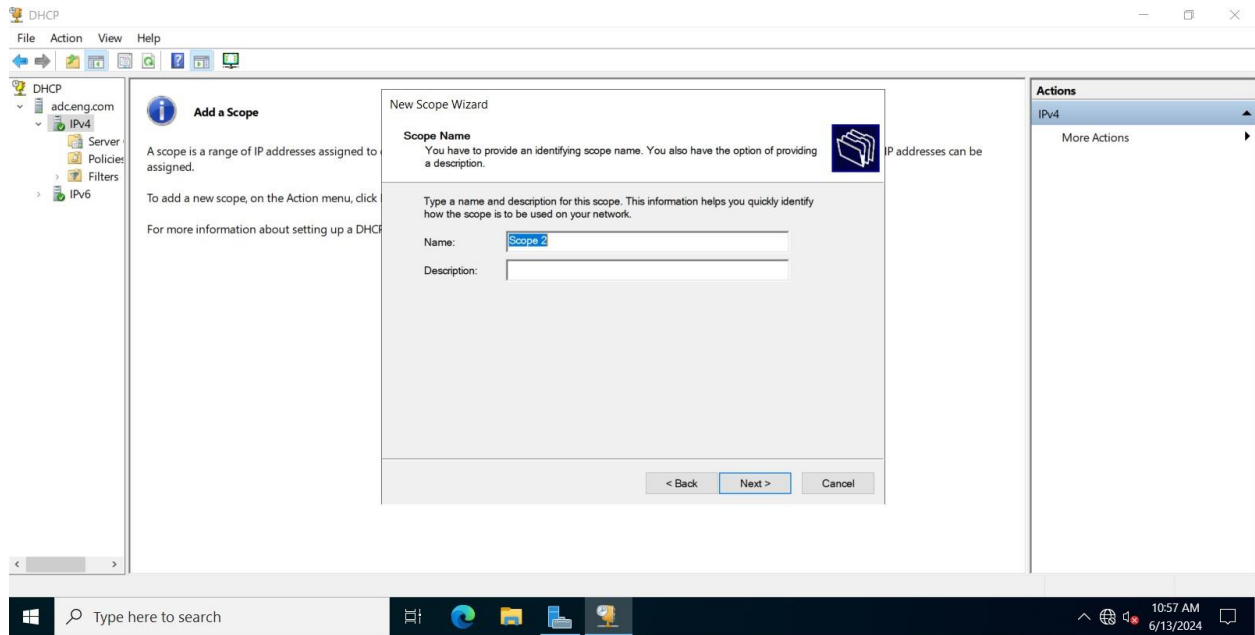 DHCP
File Action View Help
DHCP
adc.eng.com
IPv4
Server
Policies
Filters
IPv6
Add a Scope
A scope is a range of IP addresses assigned to
IP addresses can be
assigned.
To add a new scope, on the Action menu, click
For more information about setting up a DHCP
New Scope Wizard
Scope Name
You have to provide an identifying scope name. You also have the option of providing
a description.
Type a name and description for this scope. This information helps you quickly identify
how the scope is to be used on your network.
Name: Scope 2
Description:
< Back Next > Cancel
Actions
IPv4
More Actions
Type here to search
10:57 AM
6/13/2024